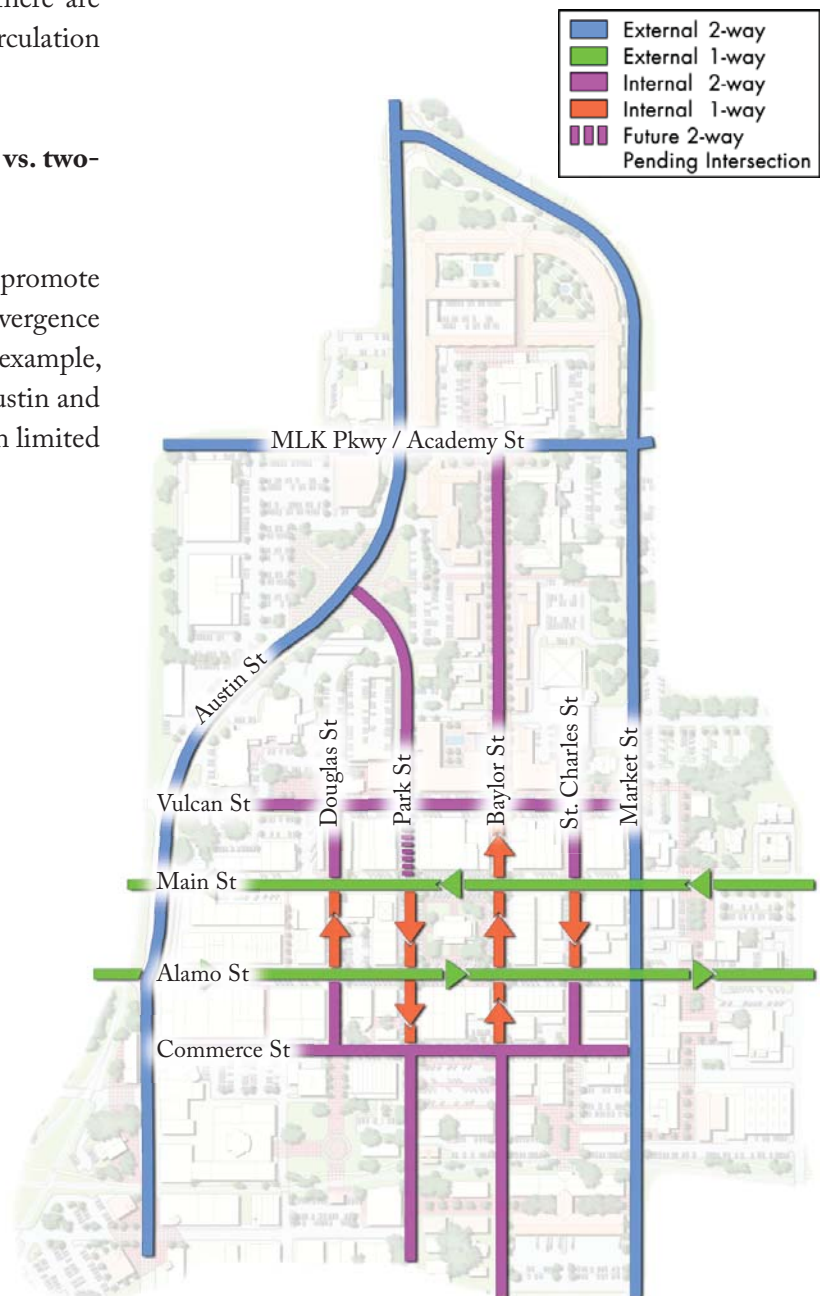 here are
rculation
vs. two-
promote
vergence
example,
ustin and
n limited
External 2-way
External 1-way
Internal 2-way
Internal 1-way
Future 2-way
Pending Intersection
MLK Pkwy / Academy St
Austin St
Douglas St
Park St
Baylor St
St. Charles St
Market St
Vulcan St
Main St
Alamo St
Commerce St